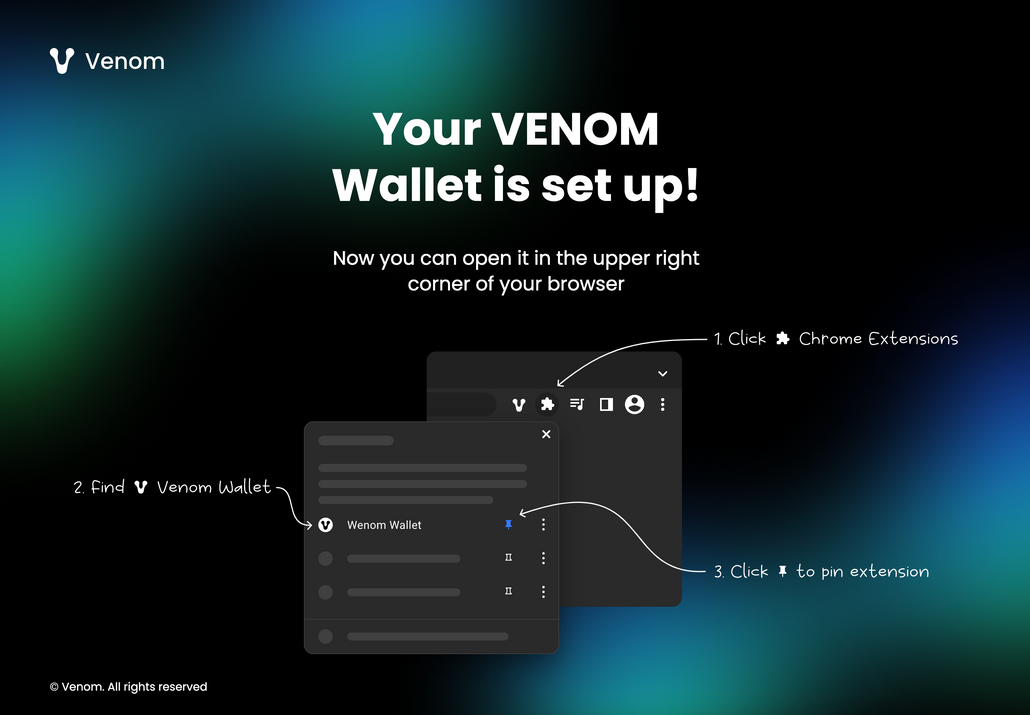 Venom
Your VENOM
Wallet is set up!
Now you can open it in the upper right
corner of your browser
1. Click Chrome Extensions
2. Find Venom Wallet
Wenom Wallet
3. Click to pin extension
© Venom. All rights reserved